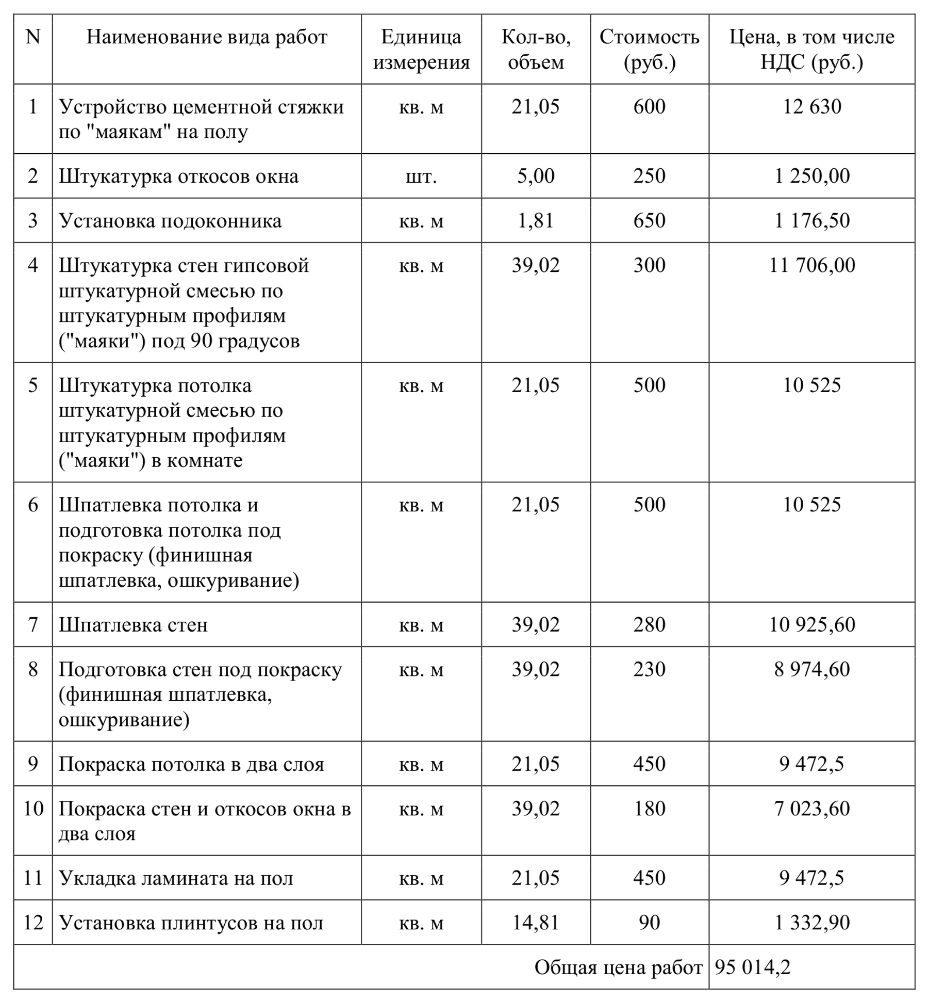 N Наименование вида работ Единица измерения Кол-во, объем Стоимость (руб.) Цена, в том числе НДС (руб.)
1 Устройство цементной стяжки кв. м 21,05 600 12 630
по "маякам" на полу
2 Штукатурка откосов окна шт. 5,00 250 1 250,00
3 Установка подоконника кв. м 1,81 650 1 176,50
4 Штукатурка стен гипсовой кв. м 39,02 300 11 706,00
штукатурной смесью по
штукатурным профилям
("маяки") под 90 градусов
5 Штукатурка потолка кв. м 21,05 500 10 525
штукатурной смесью по
штукатурным профилям
("маяки") в комнате
6 Шпатлевка потолка и кв. м 21,05 500 10 525
подготовка потолка под
покраску (финишная
шпатлевка, ошкуривание)
7 Шпатлевка стен кв. м 39,02 280 10 925,60
8 Подготовка стен под покраску кв. м 39,02 230 8 974,60
(финишная шпатлевка,
ошкуривание)
9 Покраска потолка в два слоя кв. м 21,05 450 9 472,5
10 Покраска стен и откосов окна в кв. м 39,02 180 7 023,60
два слоя
11 Укладка ламината на пол кв. м 21,05 450 9 472,5
12 Установка плинтусов на пол кв. м 14,81 90 1 332,90
Общая цена работ 95 014,2